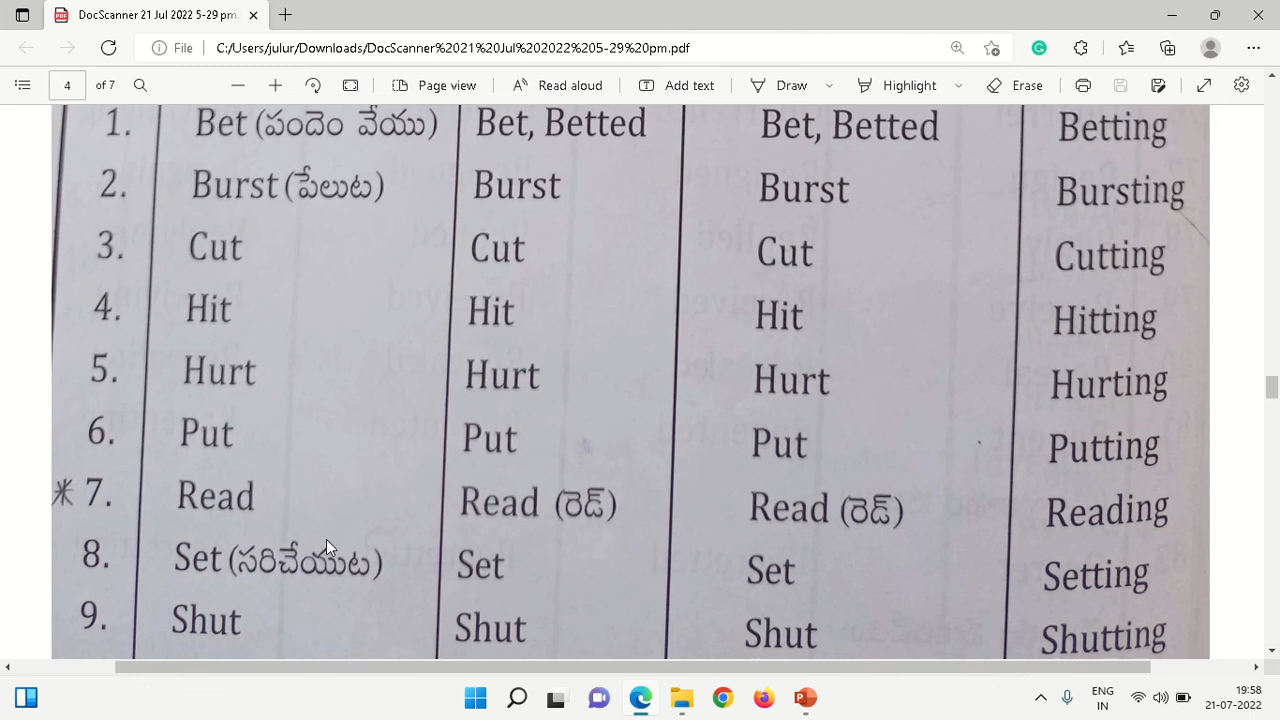 DocScanner 21 Jul 2022 5-29 pm.
File C:/Users/julur/Downloads/DocScanner%2021%20Jul%202022%205-29%20pm.pdf
4 of 7 Page view Read aloud Add text Draw Highlight Erase
1. Bet (పందెం వేయు) Bet, Betted Bet, Betted Betting
2. Burst (పేలుట) Burst Burst Bursting
3. Cut Cut Cut Cutting
4. Hit Hit Hit Hitting
5. Hurt Hurt Hurt Hurting
6. Put Put Put Putting
* 7. Read Read (రెడ్) Read (రెడ్) Reading
8. Set (సరిచేయుట) Set Set Setting
9. Shut Shut Shut Shutting
ENG 19:58
IN 21-07-2022